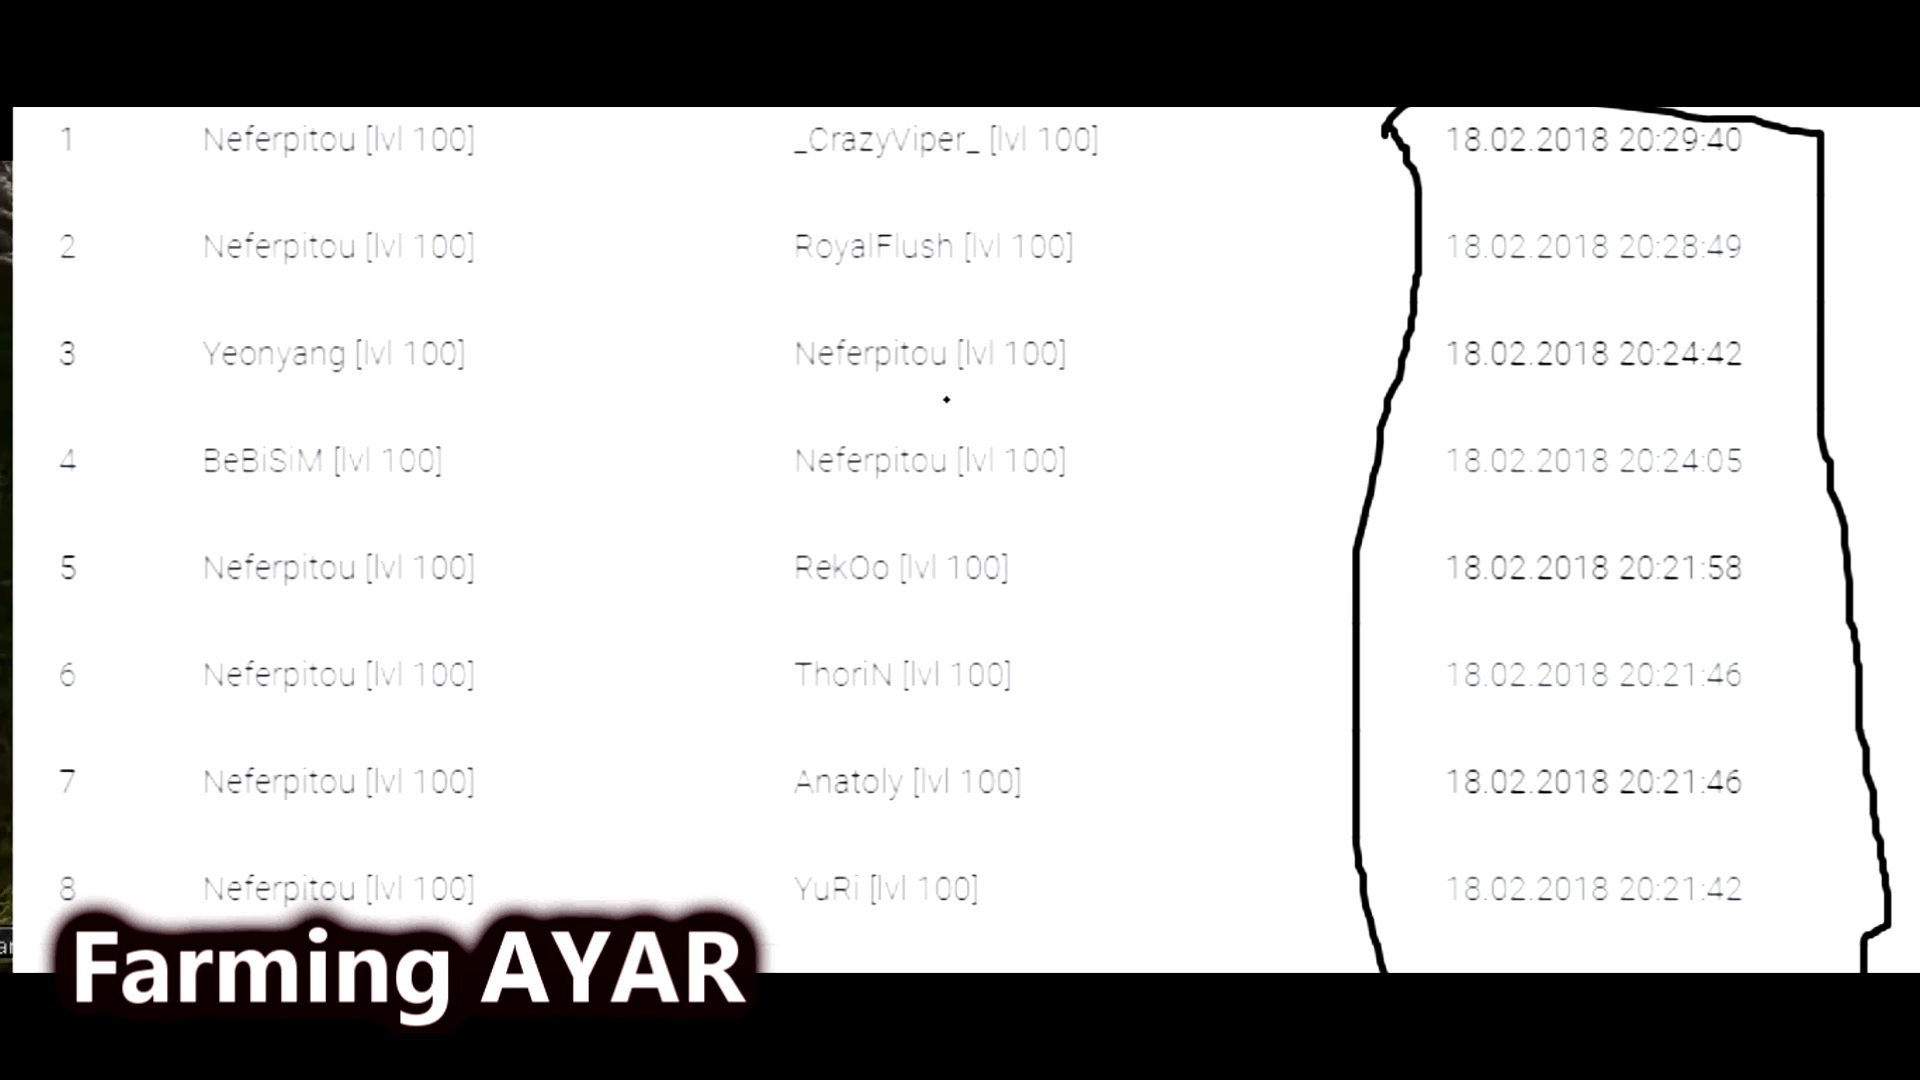 1 Neferpitou [lvl 100] _CrazyViper_ [lvl 100] 18.02.2018 20:29:40
2 Neferpitou [lvl 100] RoyalFlush [lvl 100] 18.02.2018 20:28:49
3 Yeonyang [lvl 100] Neferpitou [lvl 100] 18.02.2018 20:24:42
4 BeBiSiM [lvl 100] Neferpitou [lvl 100] 18.02.2018 20:24:05
5 Neferpitou [lvl 100] RekOo [lvl 100] 18.02.2018 20:21:58
6 Neferpitou [lvl 100] ThoriN [lvl 100] 18.02.2018 20:21:46
7 Neferpitou [lvl 100] Anatoly [lvl 100] 18.02.2018 20:21:46
8 Neferpitou [lvl 100] YuRi [lvl 100] 18.02.2018 20:21:42
Farming AYAR